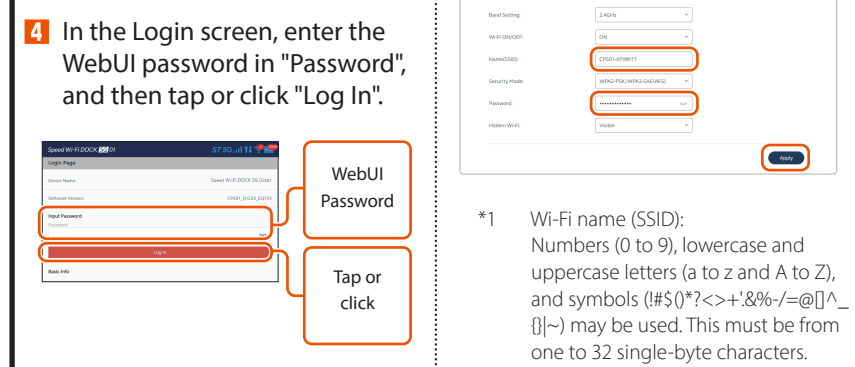 4 In the Login screen, enter the
WebUI password in "Password",
and then tap or click "Log In".
Speed Wi-Fi DOCK 5G 01
Login Page
Device Name: Speed Wi-Fi DOCK 5G 01
Software Version:
Input Password
Password
Log In
Basic Info
WebUI
Password
Tap or
click
Band Setting: 2.4GHz
Wi-Fi ON/OFF: ON
Name(SSID): CPS01-8TWK77
Security Mode: WPA2-PSK/WPA3-SAE(AES)
Password: •••••••••••••
Hidden Wi-Fi: Visible
Apply
*1 Wi-Fi name (SSID):
Numbers (0 to 9), lowercase and
uppercase letters (a to z and A to Z),
and symbols (!#$()*?<>+'.&%-/=@[]^_
{}|~) may be used. This must be from
one to 32 single-byte characters.